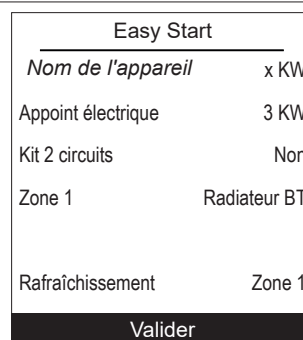 Easy Start
Nom de l'appareil x KW
Appoint électrique 3 KW
Kit 2 circuits Non
Zone 1 Radiateur BT
Rafraîchissement Zone 1
Valider